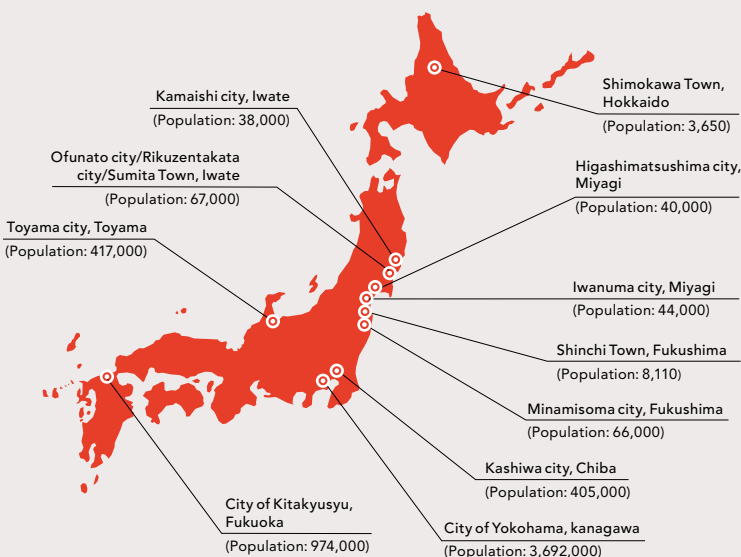 Kamaishi city, Iwate
(Population: 38,000)
Ofunato city/Rikuzentakata
city/Sumita Town, Iwate
(Population: 67,000)
Toyama city, Toyama
(Population: 417,000)
Shimokawa Town,
Hokkaido
(Population: 3,650)
Higashimatsushima city,
Miyagi
(Population: 40,000)
Iwanuma city, Miyagi
(Population: 44,000)
Shinchi Town, Fukushima
(Population: 8,110)
Minamisoma city, Fukushima
(Population: 66,000)
Kashiwa city, Chiba
(Population: 405,000)
City of Yokohama, kanagawa
(Population: 3,692,000)
City of Kitakyusyu,
Fukuoka
(Population: 974,000)